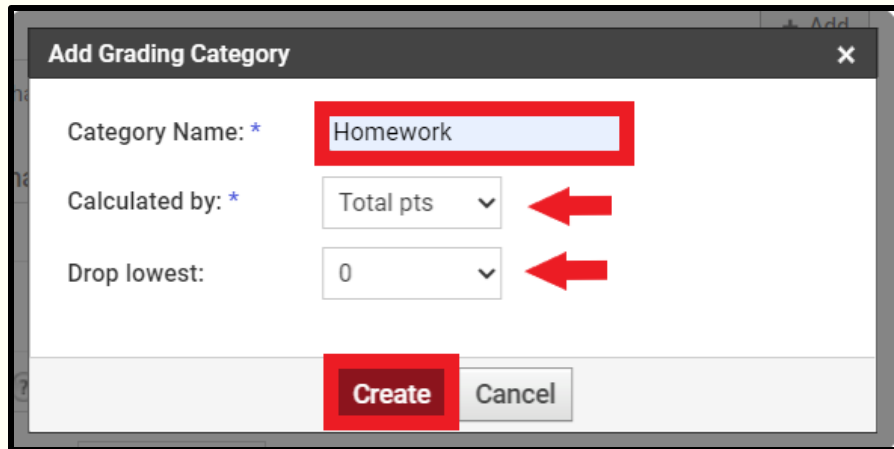 + Add
Add Grading Category ×
Category Name: * Homework
Calculated by: * Total pts
Drop lowest: 0
?
Create Cancel